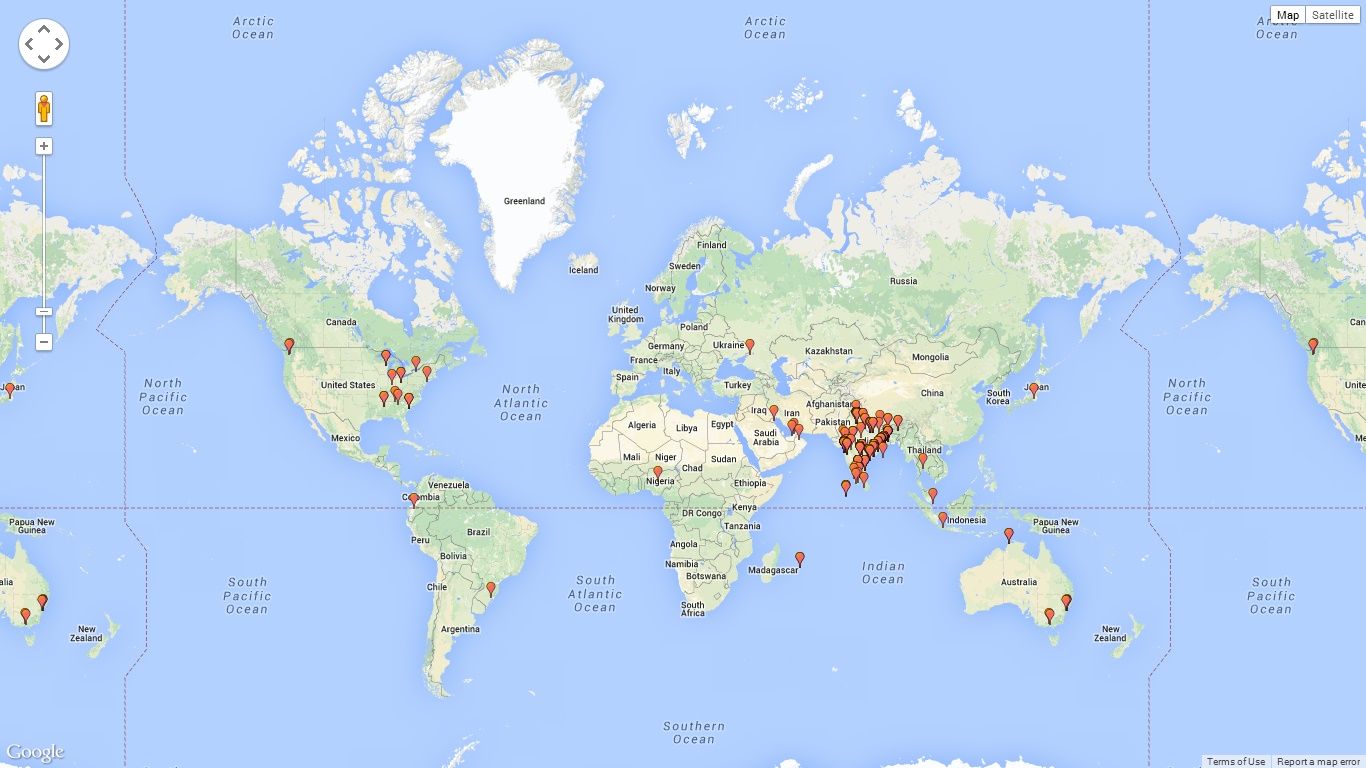 Arctic
Ocean
Arctic
Ocean
Arctic
Ocean
Map
Satellite
Greenland
Iceland
Finland
Sweden
Norway
Russia
United
Kingdom
Canada
Poland
Germany
Ukraine
Kazakhstan
Mongolia
France
Italy
Spain
Turkey
United States
China
South
Korea
Japan
North
Pacific
Ocean
North
Atlantic
Ocean
North
Pacific
Ocean
Iraq
Iran
Afghanistan
Pakistan
Algeria
Libya
Egypt
Saudi
Arabia
Mexico
Mali
Niger
Chad
Sudan
Thailand
Nigeria
Ethiopia
Venezuela
Colombia
DR Congo
Kenya
Tanzania
Indonesia
Papua New
Guinea
Papua New
Guinea
Brazil
Peru
Bolivia
Angola
Namibia
Botswana
Madagascar
Indian
Ocean
Australia
alia
South
Pacific
Ocean
Chile
South
Atlantic
Ocean
South
Africa
South
Pacific
Ocean
Argentina
New
Zealand
New
Zealand
Southern
Ocean
Google
Terms of Use
Report a map error
Japan
Can
Unite
Me